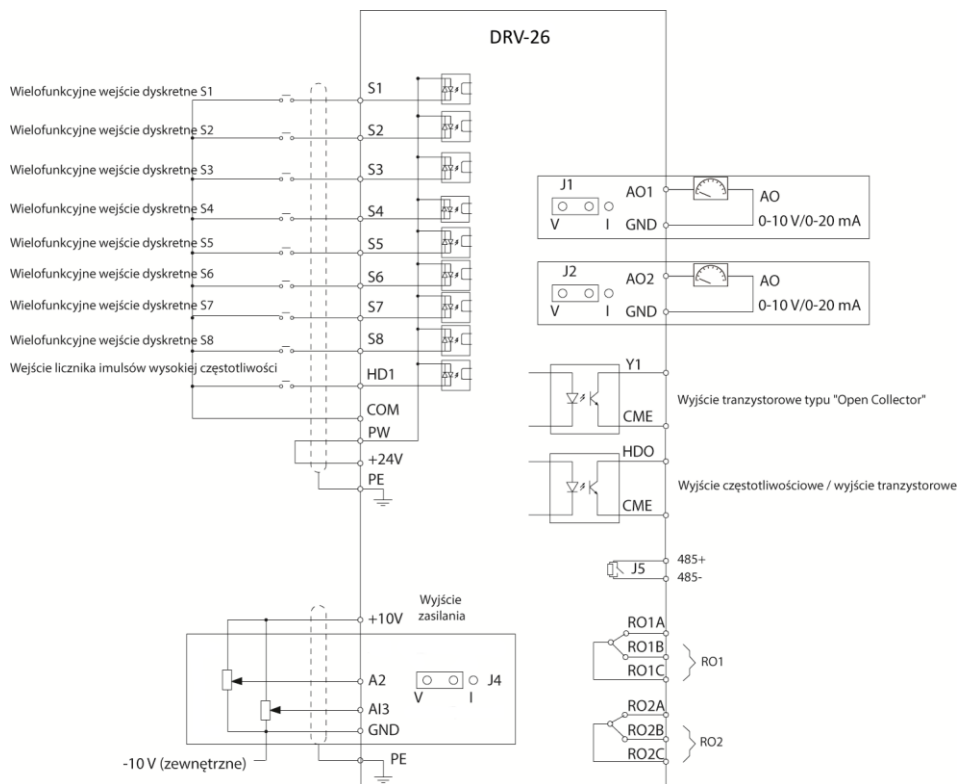 DRV-26
Wielofunkcyjne wejście dyskretne S1
S1
Wielofunkcyjne wejście dyskretne S2
S2
Wielofunkcyjne wejście dyskretne S3
S3
Wielofunkcyjne wejście dyskretne S4
S4
Wielofunkcyjne wejście dyskretne S5
S5
Wielofunkcyjne wejście dyskretne S6
S6
Wielofunkcyjne wejście dyskretne S7
S7
Wielofunkcyjne wejście dyskretne S8
S8
Wejście licznika imulsów wysokiej częstotliwości
HD1
COM
PW
+24V
PE
J1
V
I
AO1
GND
AO
0-10 V/0-20 mA
J2
V
I
AO2
GND
AO
0-10 V/0-20 mA
Y1
CME
Wyjście tranzystorowe typu "Open Collector"
HDO
CME
Wyjście częstotliwościowe / wyjście tranzystorowe
J5
485+
485-
Wyjście
zasilania
+10V
A2
V
I
J4
AI3
GND
-10 V (zewnętrzne)
PE
RO1A
RO1B
RO1C
RO1
RO2A
RO2B
RO2C
RO2